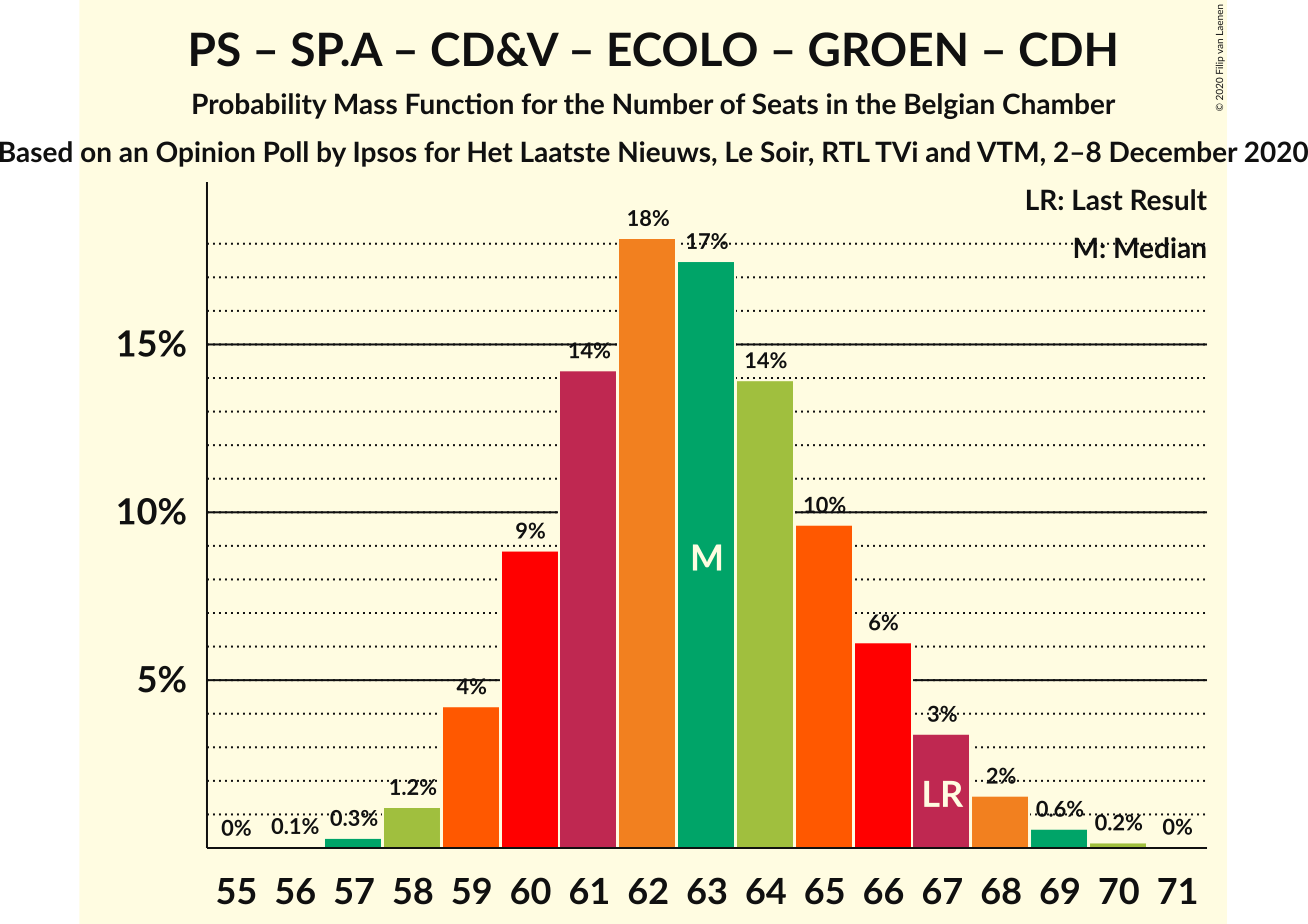 PS – SP.A – CD&V – ECOLO – GROEN – CDH
© 2020 Filip van Laenen
Probability Mass Function for the Number of Seats in the Belgian Chamber
Based on an Opinion Poll by Ipsos for Het Laatste Nieuws, Le Soir, RTL TVi and VTM, 2–8 December 2020
LR: Last Result
M: Median
15%
10%
5%
0% 0.1% 0.3% 1.2% 4% 9% 14% 18% 17% 14% 10% 6% 3% 2% 0.6% 0.2% 0%
M
LR
55 56 57 58 59 60 61 62 63 64 65 66 67 68 69 70 71